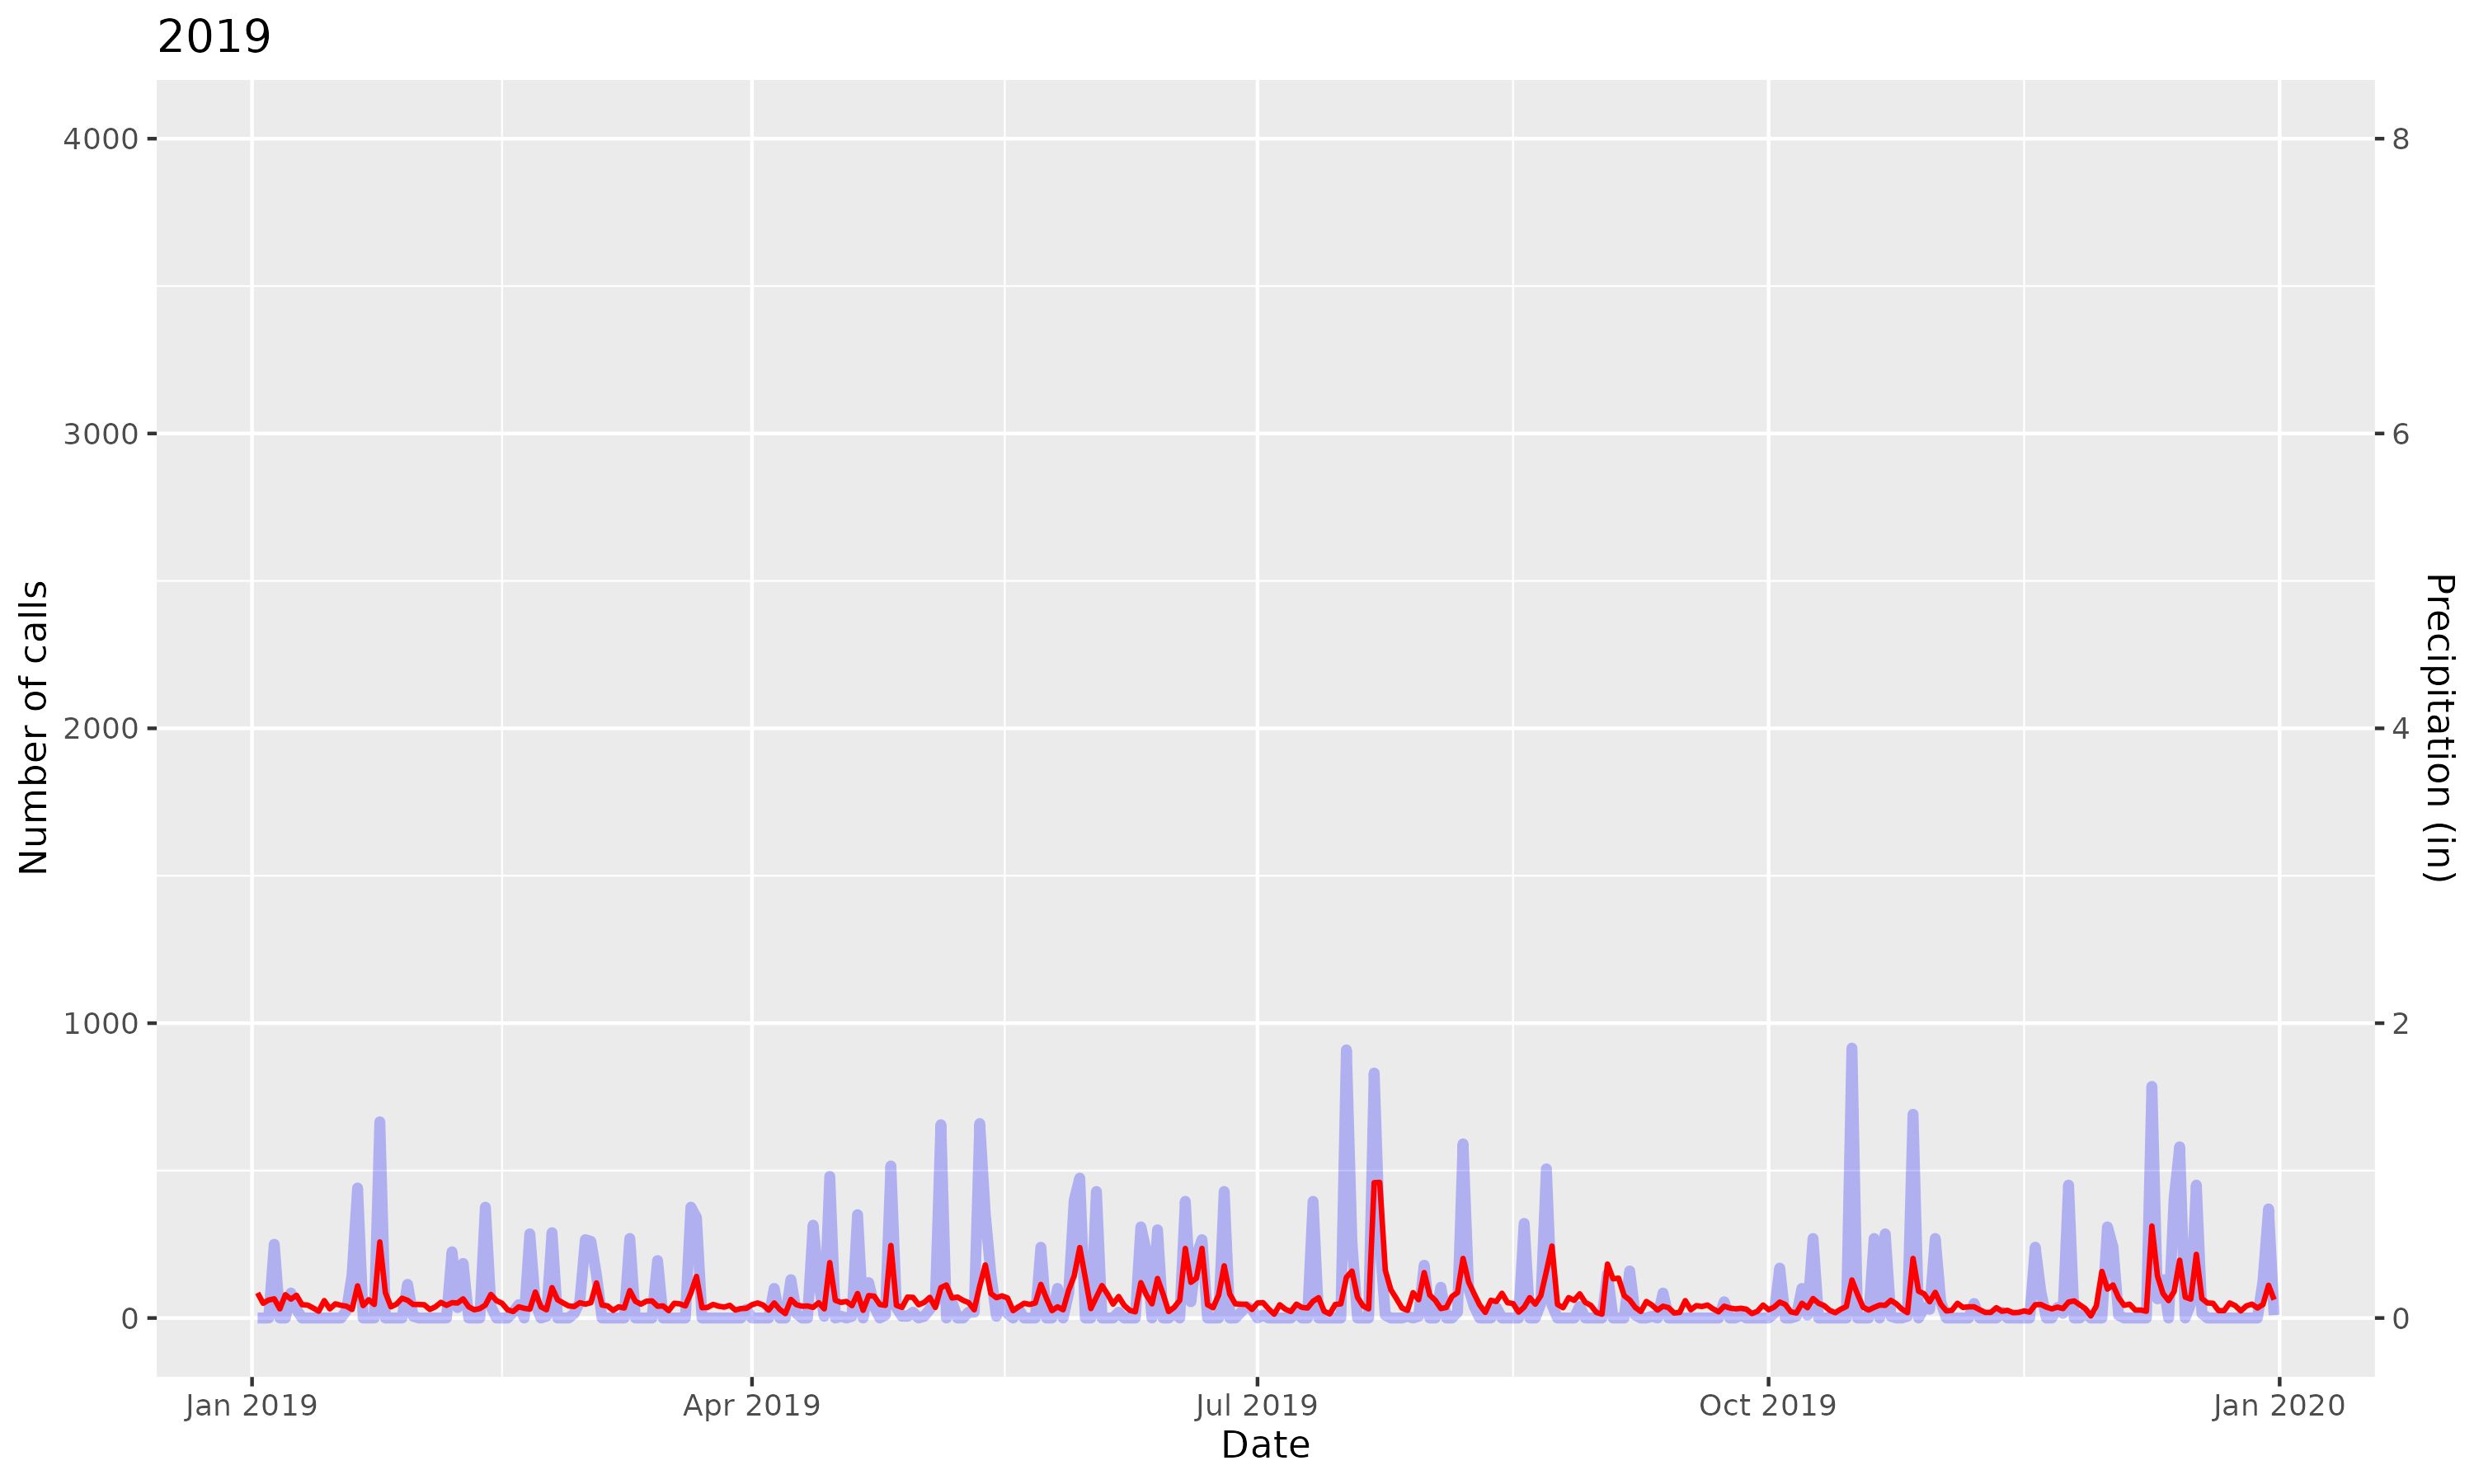 2019
4000
3000
2000
1000
0
Number of calls
8
6
4
2
0
Precipitation (in)
Jan 2019
Apr 2019
Jul 2019
Oct 2019
Jan 2020
Date